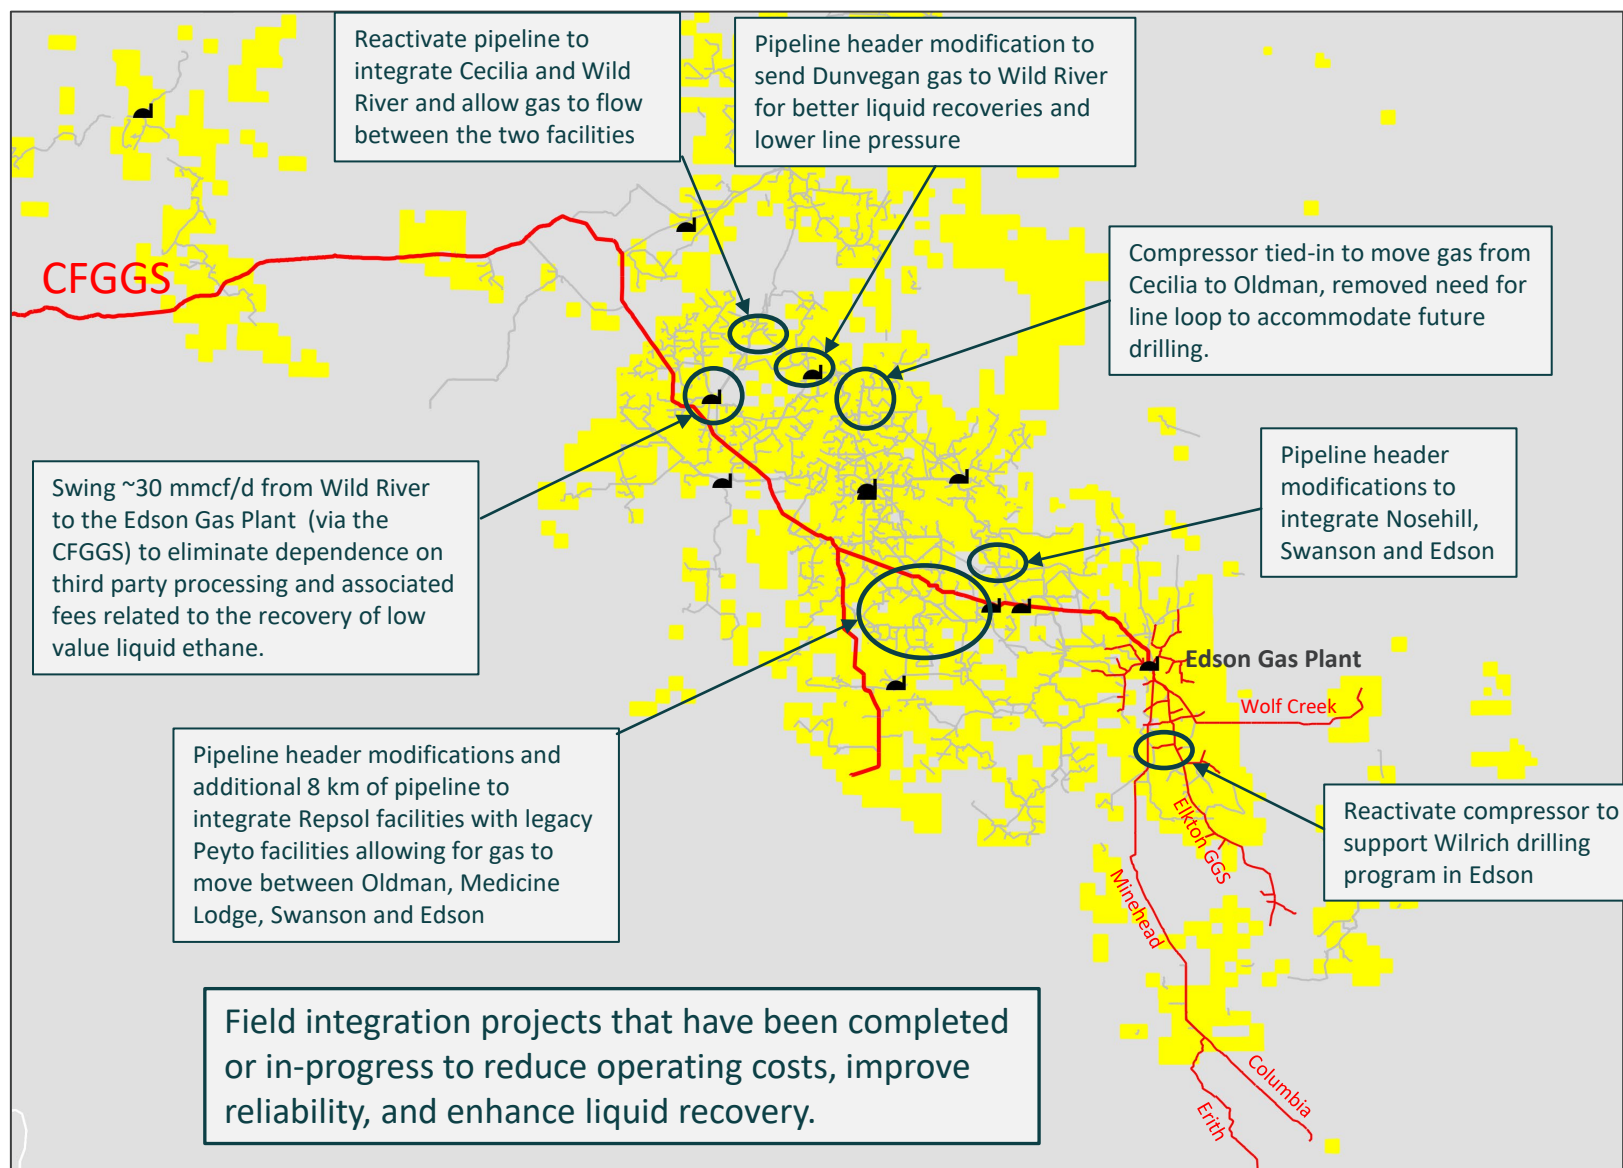 Reactivate pipeline to
integrate Cecilia and Wild
River and allow gas to flow
between the two facilities
Pipeline header modification to
send Dunvegan gas to Wild River
for better liquid recoveries and
lower line pressure
CFGGS
Compressor tied-in to move gas from
Cecilia to Oldman, removed need for
line loop to accommodate future
drilling.
Swing ~30 mmcf/d from Wild River
to the Edson Gas Plant (via the
CFGGS) to eliminate dependence on
third party processing and associated
fees related to the recovery of low
value liquid ethane.
Pipeline header
modifications to
integrate Nosehill,
Swanson and Edson
Edson Gas Plant
Wolf Creek
Pipeline header modifications and
additional 8 km of pipeline to
integrate Repsol facilities with legacy
Peyto facilities allowing for gas to
move between Oldman, Medicine
Lodge, Swanson and Edson
Elkton GGS
Minehead
Reactivate compressor to
support Wilrich drilling
program in Edson
Field integration projects that have been completed
or in-progress to reduce operating costs, improve
reliability, and enhance liquid recovery.
Columbia
Erith